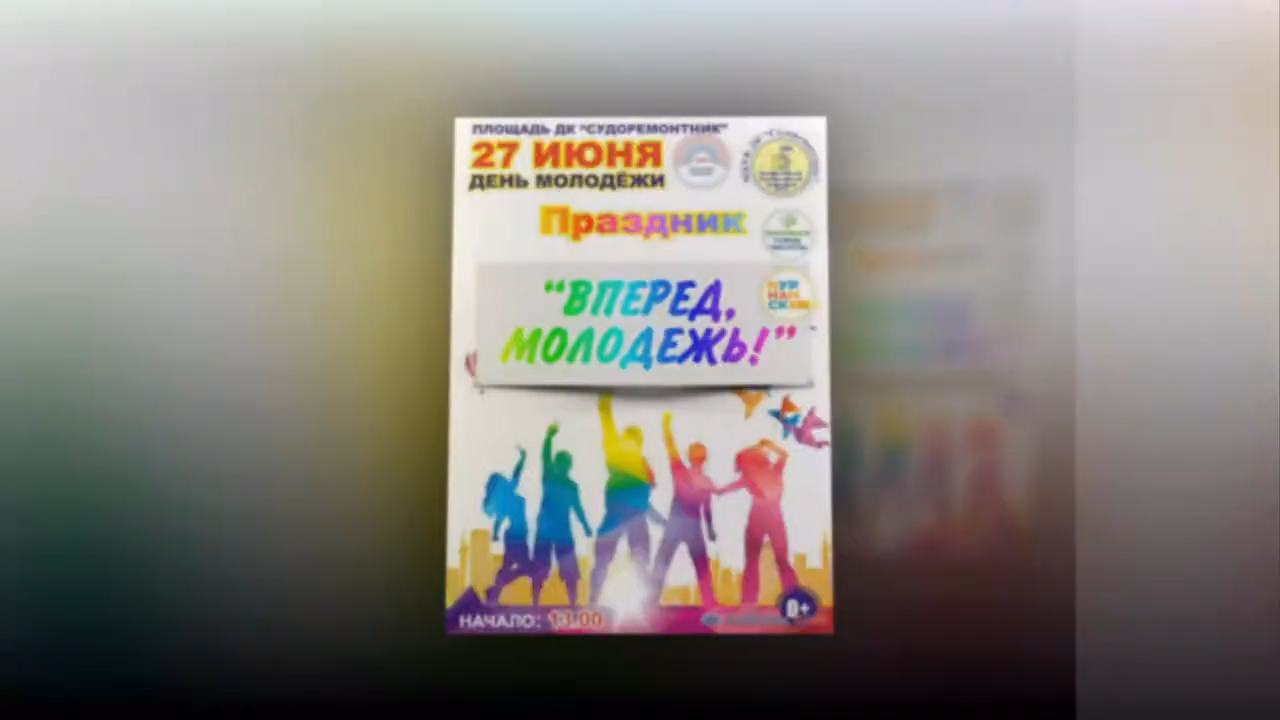 ПЛОЩАДЬ ДК "СУДОРЕМОНТНИК"
27 ИЮНЯ
ДЕНЬ МОЛОДЁЖИ
Праздник
"ВПЕРЕД,
МОЛОДЕЖЬ!"
НАЧАЛО: 13.00
0+